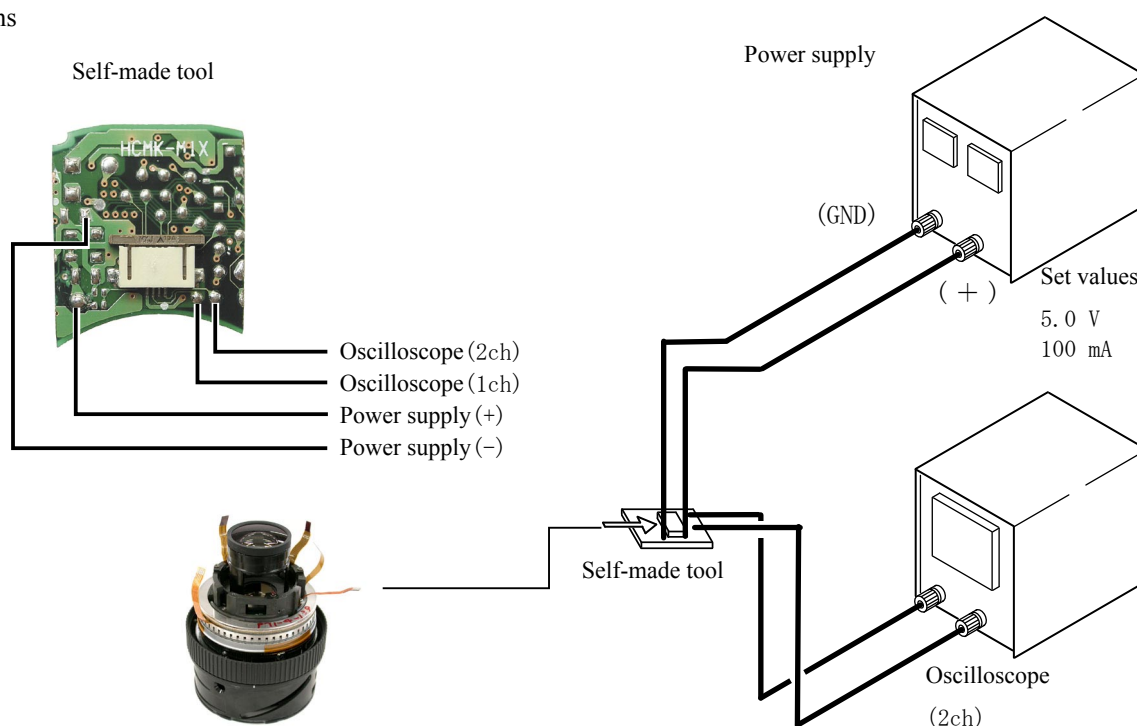 ns
Self-made tool
HCMK-M1X
Oscilloscope (2ch)
Oscilloscope (1ch)
Power supply (+)
Power supply (−)
Power supply
(GND)
(+)
Set values
5.0 V
100 mA
Self-made tool
Oscilloscope
(2ch)